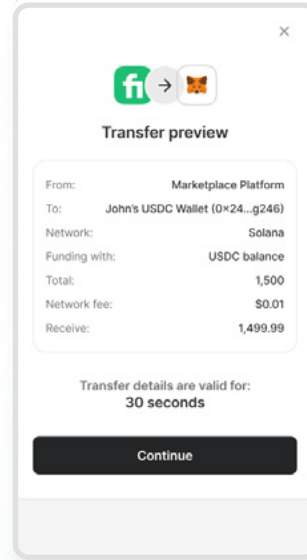 fi
Transfer preview
From: Marketplace Platform
To: John's USDC Wallet (0×24...g246)
Network: Solana
Funding with: USDC balance
Total: 1,500
Network fee: $0.01
Receive: 1,499.99
Transfer details are valid for:
30 seconds
Continue